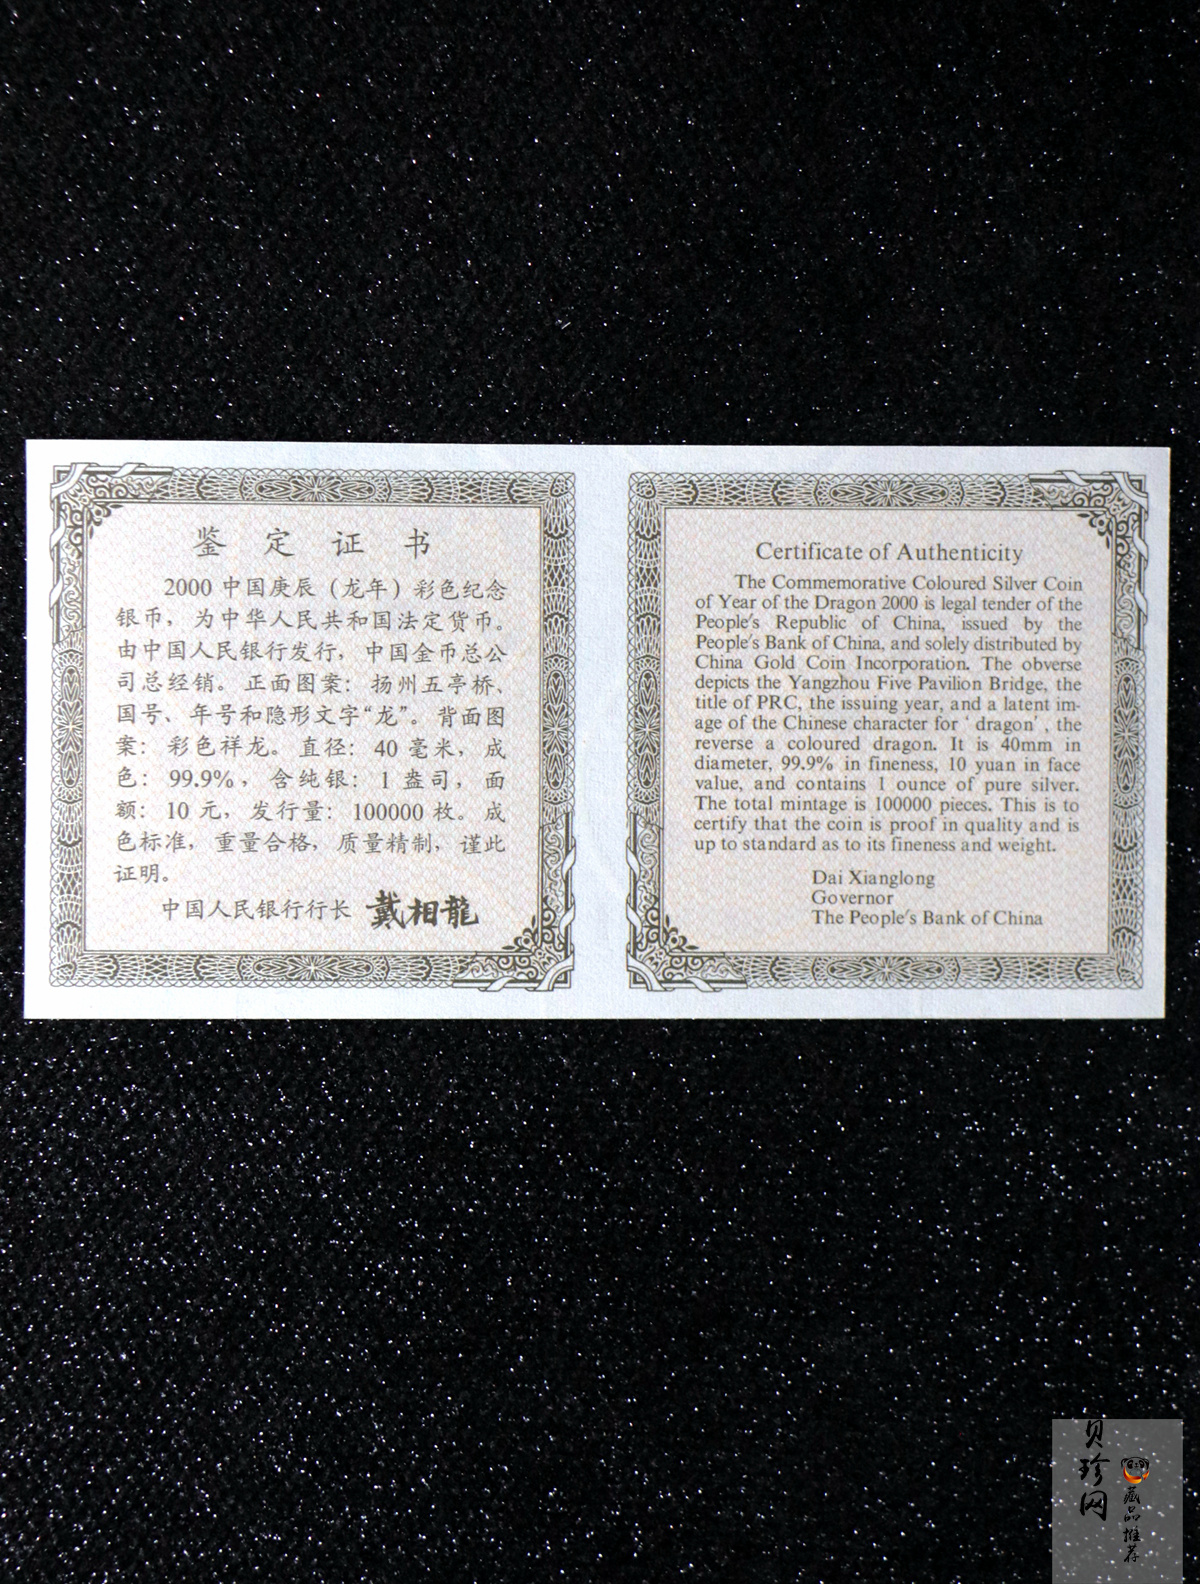 鉴定证书
2000中国庚辰（龙年）彩色纪念
银币，为中华人民共和国法定货币。
由中国人民银行发行，中国金币总公
司总经销。正面图案：扬州五亭桥、
国号、年号和隐形文字“龙”。背面图
案：彩色祥龙。直径：40毫米，成
色：99.9%，含纯银：1盎司，面
额：10元，发行量：100000枚。成
色标准，重量合格，质量精制，谨此
证明。
中国人民银行行长 戴相龍
Certificate of Authenticity
The Commemorative Coloured Silver Coin
of Year of the Dragon 2000 is legal tender of the
People's Republic of China, issued by the
People's Bank of China, and solely distributed by
China Gold Coin Incorporation. The obverse
depicts the Yangzhou Five Pavilion Bridge, the
title of PRC, the issuing year, and a latent im-
age of the Chinese character for ‘dragon’, the
reverse a coloured dragon. It is 40mm in
diameter, 99.9% in fineness, 10 yuan in face
value, and contains 1 ounce of pure silver.
The total mintage is 100000 pieces. This is to
certify that the coin is proof in quality and is
up to standard as to its fineness and weight.
Dai Xianglong
Governor
The People's Bank of China
贝珍网
藏品推荐